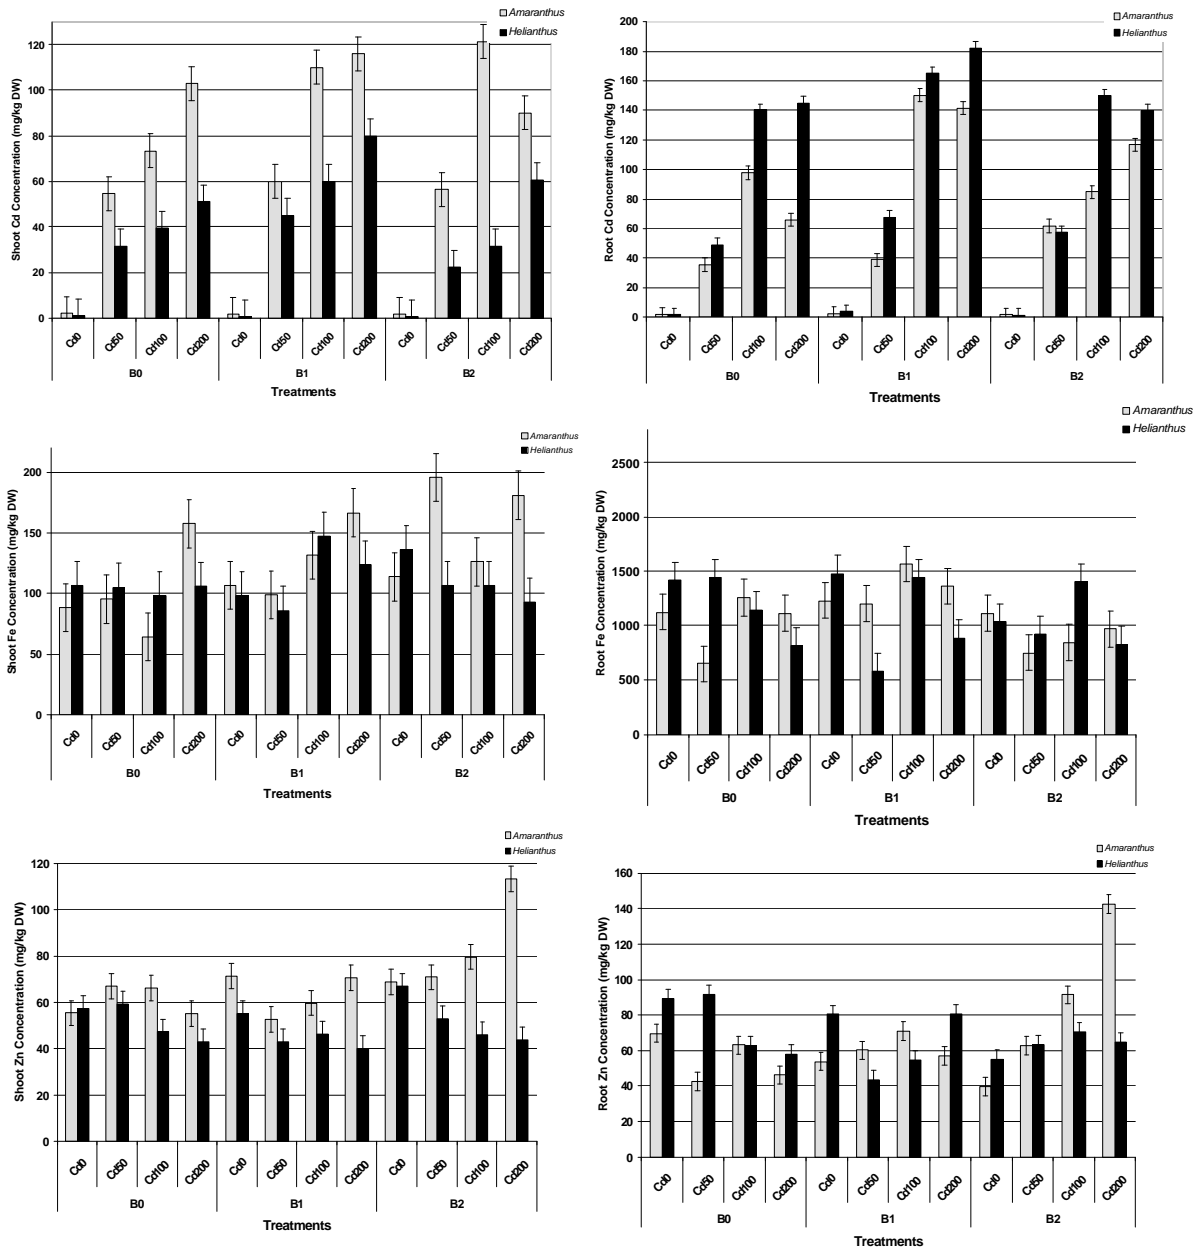 Amaranthus
Helianthus
Shoot Cd Concentration (mg/kg DW)
120
100
80
60
40
20
0
Cd0 Cd50 Cd100 Cd200 Cd0 Cd50 Cd100 Cd200 Cd0 Cd50 Cd100 Cd200
B0 B1 B2
Treatments
Amaranthus
Helianthus
Root Cd Concentration (mg/kg DW)
200
180
160
140
120
100
80
60
40
20
0
Cd0 Cd50 Cd100 Cd200 Cd0 Cd50 Cd100 Cd200 Cd0 Cd50 Cd100 Cd200
B0 B1 B2
Treatments
Amaranthus
Helianthus
Shoot Fe Concentration (mg/kg DW)
200
150
100
50
0
Cd0 Cd50 Cd100 Cd200 Cd0 Cd50 Cd100 Cd200 Cd0 Cd50 Cd100 Cd200
B0 B1 B2
Treatments
Amaranthus
Helianthus
Root Fe Concentration (mg/kg DW)
2500
2000
1500
1000
500
0
Cd0 Cd50 Cd100 Cd200 Cd0 Cd50 Cd100 Cd200 Cd0 Cd50 Cd100 Cd200
B0 B1 B2
Treatments
Amaranthus
Helianthus
Shoot Zn Concentration (mg/kg DW)
120
100
80
60
40
20
0
Cd0 Cd50 Cd100 Cd200 Cd0 Cd50 Cd100 Cd200 Cd0 Cd50 Cd100 Cd200
B0 B1 B2
Treatments
Amaranthus
Helianthus
Root Zn Concentration (mg/kg DW)
160
140
120
100
80
60
40
20
0
Cd0 Cd50 Cd100 Cd200 Cd0 Cd50 Cd100 Cd200 Cd0 Cd50 Cd100 Cd200
B0 B1 B2
Treatments